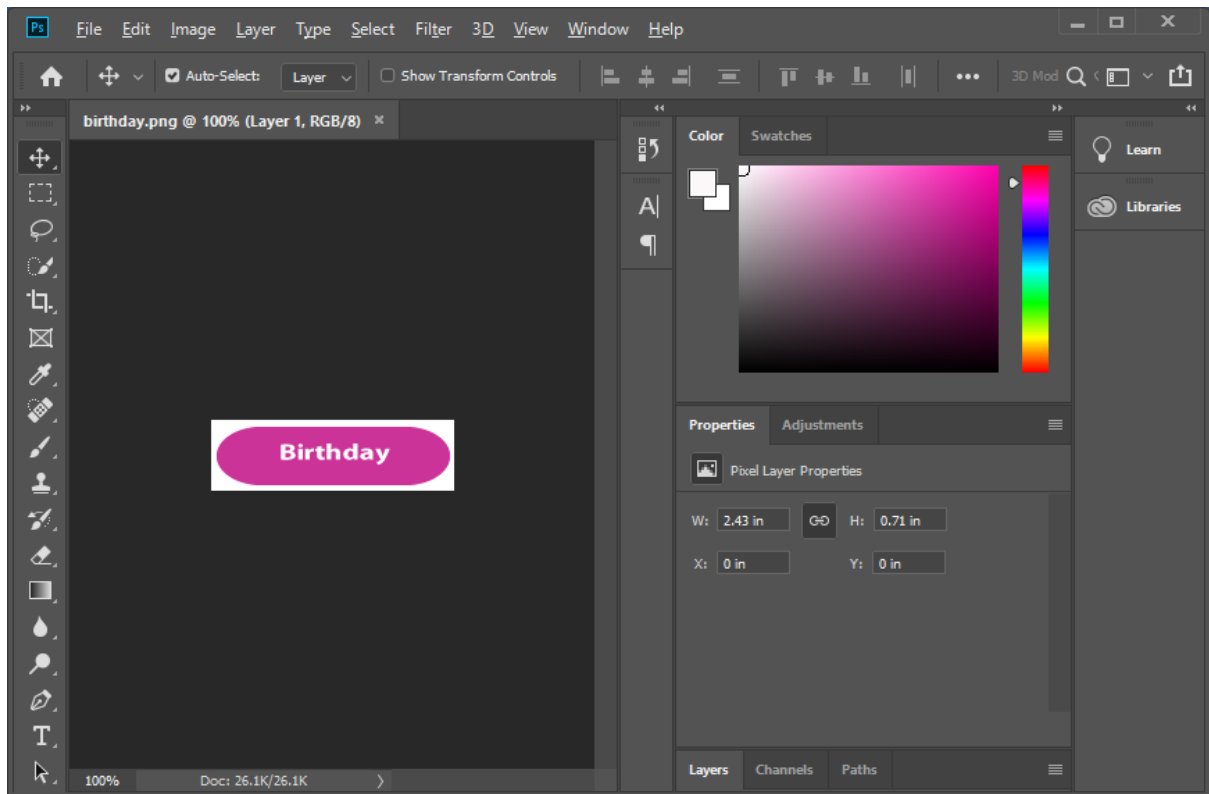 Ps File Edit Image Layer Type Select Filter 3D View Window Help
Auto-Select: Layer Show Transform Controls 3D Mod
birthday.png @ 100% (Layer 1, RGB/8) ×
Birthday
100% Doc: 26.1K/26.1K
A
Color Swatches
Properties Adjustments
Pixel Layer Properties
W: 2.43 in H: 0.71 in
X: 0 in Y: 0 in
Layers Channels Paths
Learn
Libraries